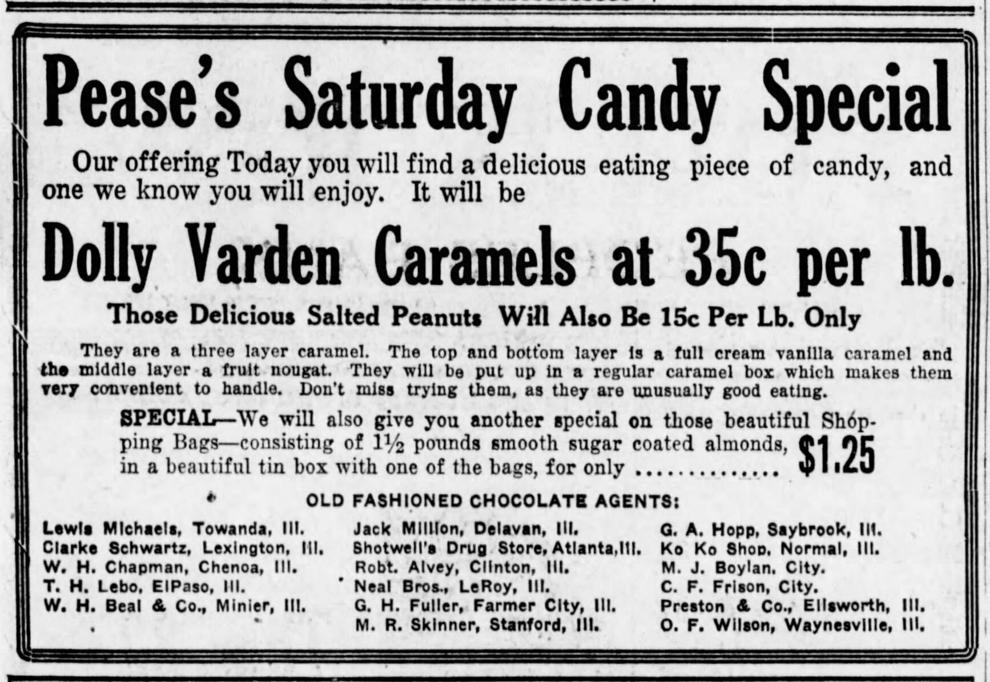 Pease's Saturday Candy Special
Our offering Today you will find a delicious eating piece of candy, and
one we know you will enjoy. It will be
Dolly Varden Caramels at 35c per lb.
Those Delicious Salted Peanuts Will Also Be 15c Per Lb. Only
They are a three layer caramel. The top and bottom layer is a full cream vanilla caramel and
the middle layer a fruit nougat. They will be put up in a regular caramel box which makes them
very convenient to handle. Don't miss trying them, as they are unusually good eating.
SPECIAL—We will also give you another special on those beautiful Shop-
ping Bags—consisting of 1½ pounds smooth sugar coated almonds,
in a beautiful tin box with one of the bags, for only .............. $1.25
OLD FASHIONED CHOCOLATE AGENTS:
Lewis Michaels, Towanda, Ill.
Clarke Schwartz, Lexington, Ill.
W. H. Chapman, Chenoa, Ill.
T. H. Lebo, ElPaso, Ill.
W. H. Beal & Co., Minier, Ill.
Jack Million, Delavan, Ill.
Shotwell's Drug Store, Atlanta, Ill.
Robt. Alvey, Clinton, Ill.
Neal Bros., LeRoy, Ill.
G. H. Fuller, Farmer City, Ill.
M. R. Skinner, Stanford, Ill.
G. A. Hopp, Saybrook, Ill.
Ko Ko Shop, Normal, Ill.
M. J. Boylan, City.
C. F. Frison, City.
Preston & Co., Ellsworth, Ill.
O. F. Wilson, Waynesville, Ill.